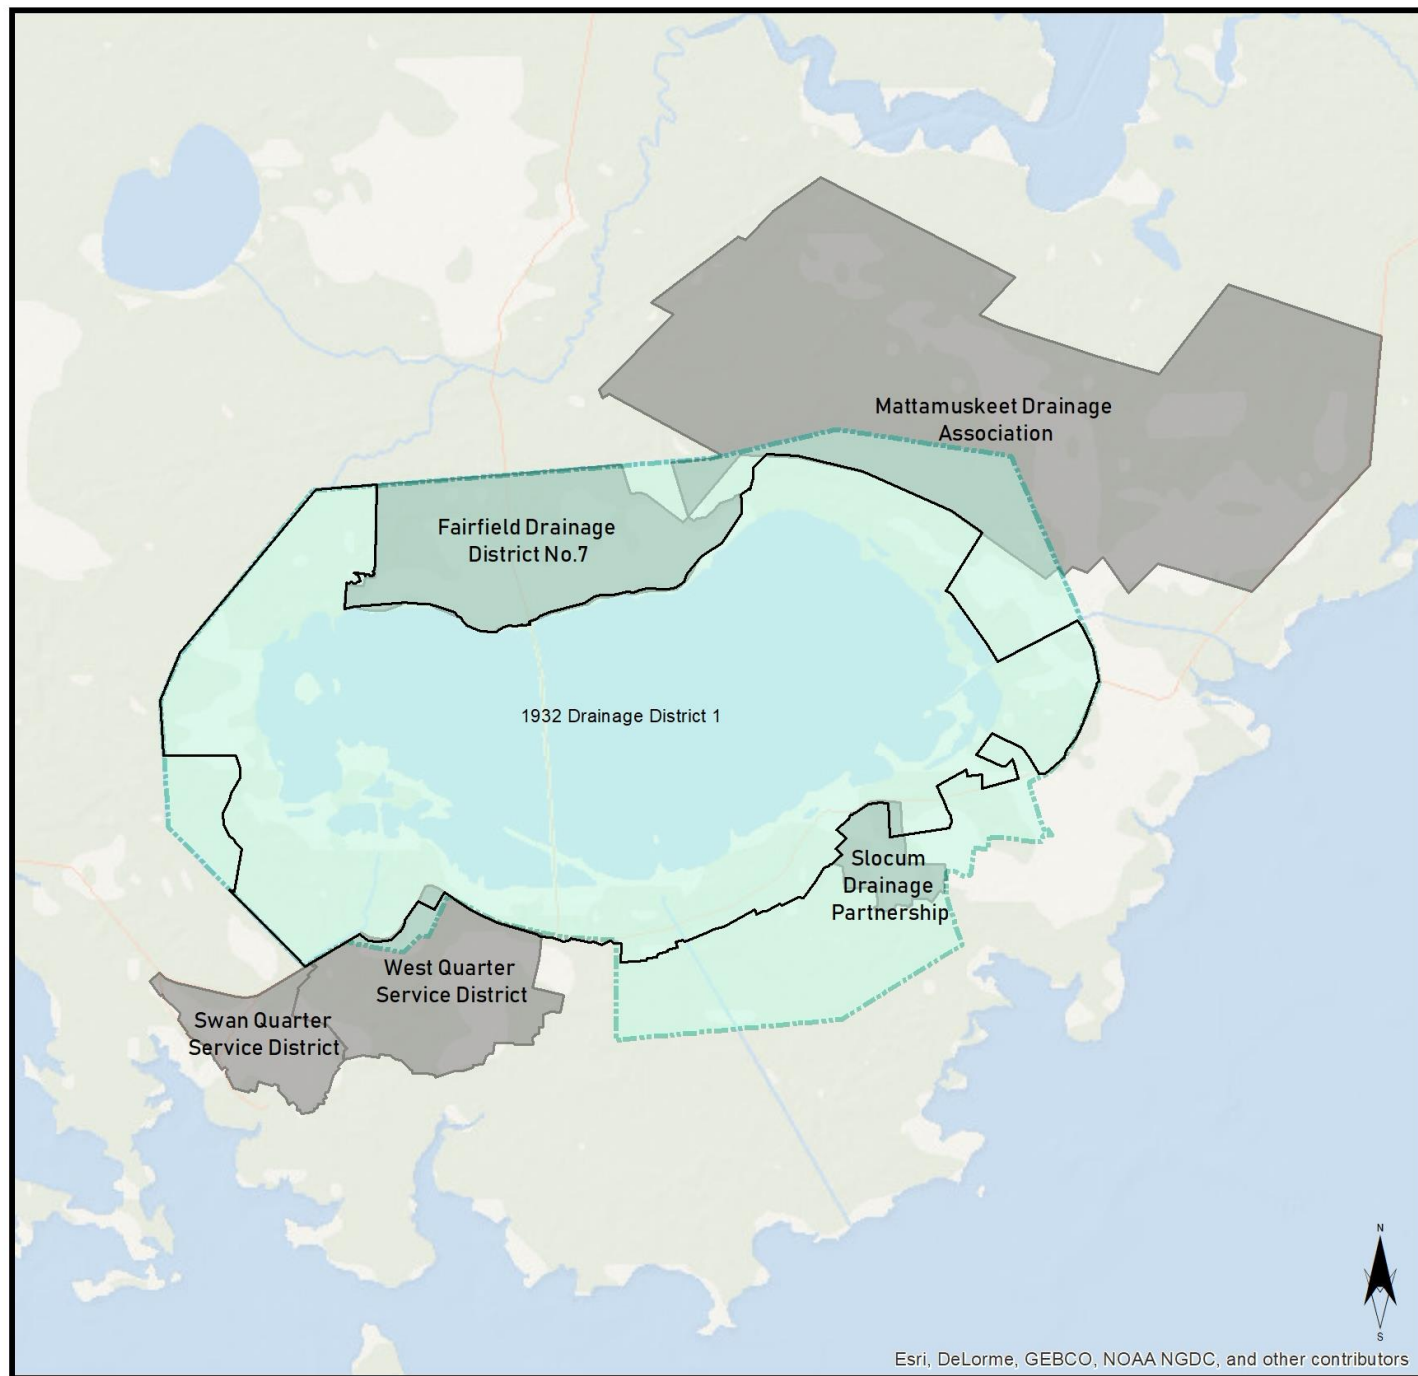 Mattamuskeet Drainage
Association
Fairfield Drainage
District No.7
1932 Drainage District 1
Slocum
Drainage
Partnership
West Quarter
Service District
Swan Quarter
Service District
N
S
Esri, DeLorme, GEBCO, NOAA NGDC, and other contributors